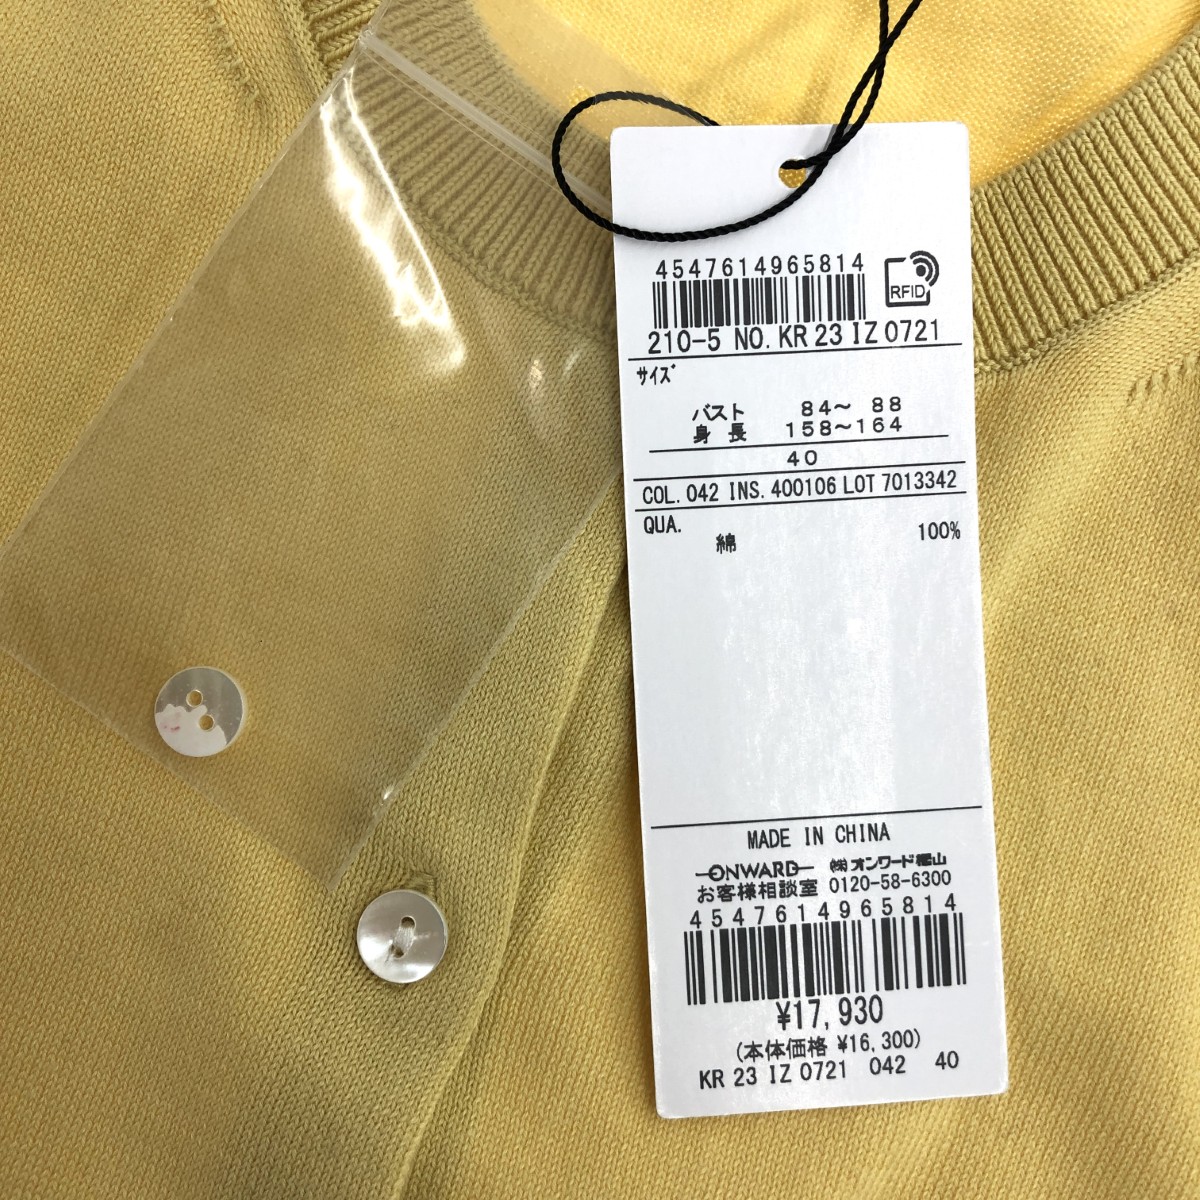 4547614965814
RFID
210-5 NO. KR 23 IZ 0721
サイズ
バスト 84~ 88
身長 158~164
40
COL. 042 INS. 400106 LOT 7013342
QUA.
綿 100%
MADE IN CHINA
ONWARD ㈱オンワード樫山
お客様相談室 0120-58-6300
4547614965814
¥17,930
(本体価格 ¥16,300)
KR 23 IZ 0721 042 40